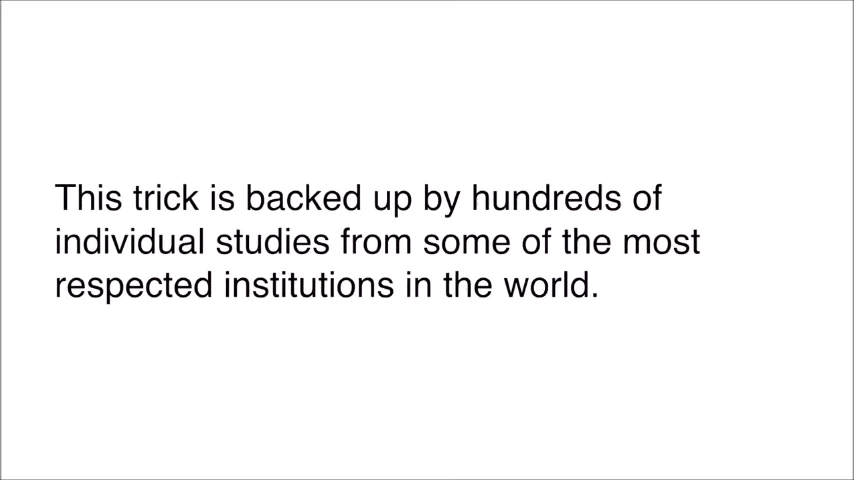 This trick is backed up by hundreds of
individual studies from some of the most
respected institutions in the world.